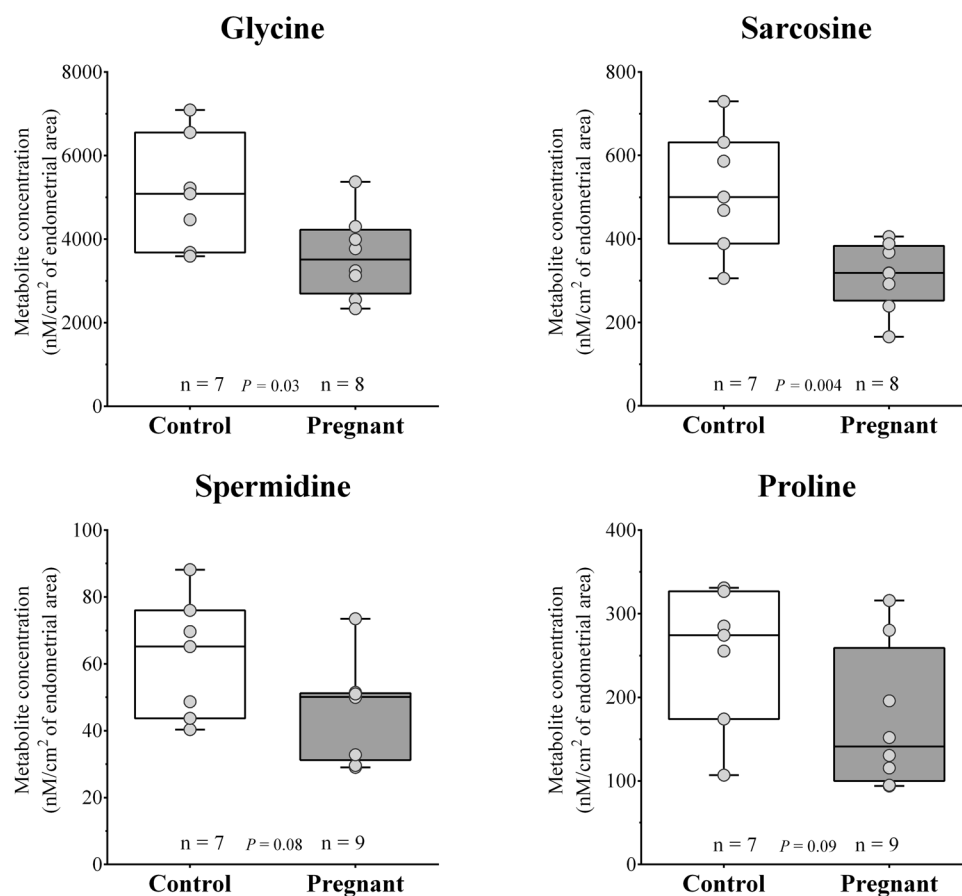 Glycine
Metabolite concentration
(nM/cm² of endometrial area)
8000
6000
4000
2000
0
n = 7 P = 0.03 n = 8
Control Pregnant
Sarcosine
Metabolite concentration
(nM/cm² of endometrial area)
800
600
400
200
0
n = 7 P = 0.004 n = 8
Control Pregnant
Spermidine
Metabolite concentration
(nM/cm² of endometrial area)
100
80
60
40
20
0
n = 7 P = 0.08 n = 9
Control Pregnant
Proline
Metabolite concentration
(nM/cm² of endometrial area)
400
300
200
100
0
n = 7 P = 0.09 n = 9
Control Pregnant